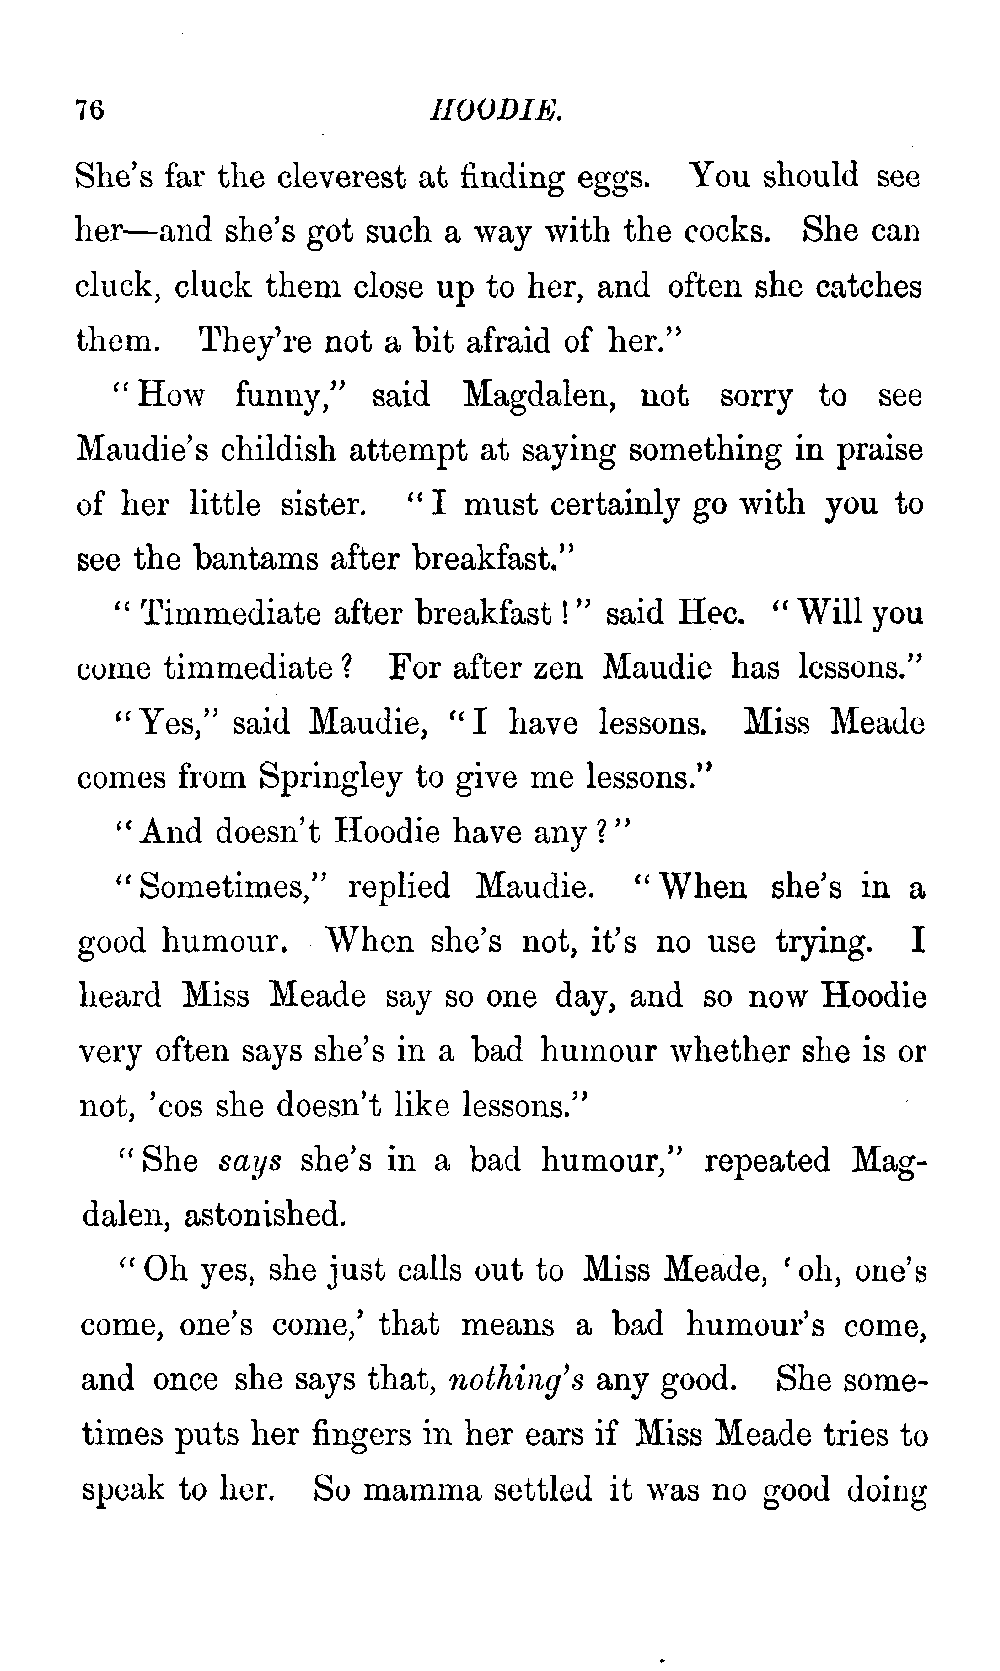 76 HOODIE.
She's far the cleverest at finding eggs. You should see
her—and she's got such a way with the cocks. She can
cluck, cluck them close up to her, and often she catches
them. They're not a bit afraid of her."
"How funny," said Magdalen, not sorry to see
Maudie's childish attempt at saying something in praise
of her little sister. "I must certainly go with you to
see the bantams after breakfast."
"Timmediate after breakfast!" said Hec. "Will you
come timmediate? For after zen Maudie has lessons."
"Yes," said Maudie, "I have lessons. Miss Meade
comes from Springley to give me lessons."
"And doesn't Hoodie have any?"
"Sometimes," replied Maudie. "When she's in a
good humour. When she's not, it's no use trying. I
heard Miss Meade say so one day, and so now Hoodie
very often says she's in a bad humour whether she is or
not, 'cos she doesn't like lessons."
"She says she's in a bad humour," repeated Mag-
dalen, astonished.
"Oh yes, she just calls out to Miss Meade, 'oh, one's
come, one's come,' that means a bad humour's come,
and once she says that, nothing's any good. She some-
times puts her fingers in her ears if Miss Meade tries to
speak to her. So mamma settled it was no good doing